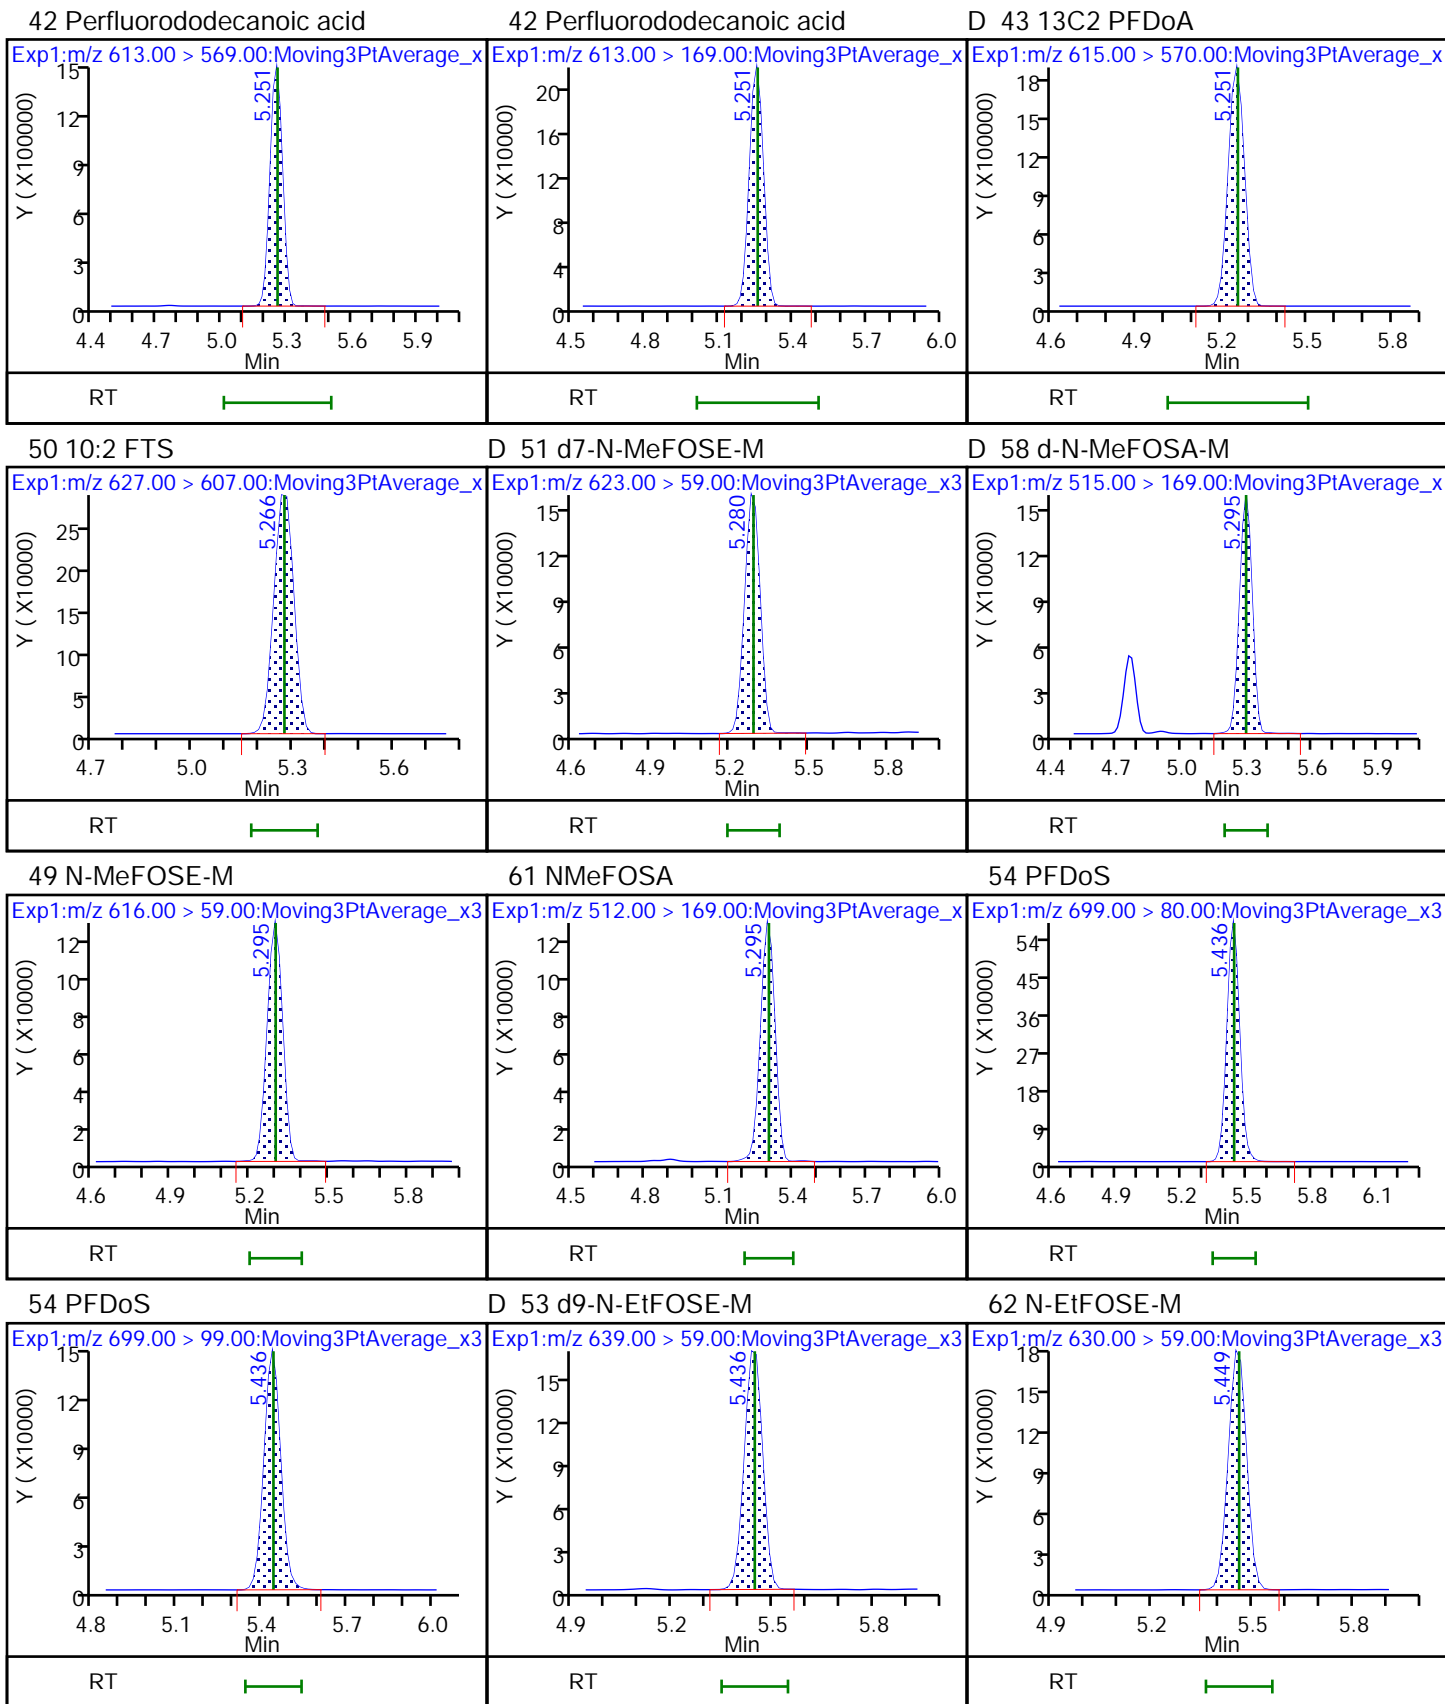 42 Perfluorododecanoic acid
42 Perfluorododecanoic acid
D 43 13C2 PFDoA
Exp1:m/z 613.00 > 569.00:Moving3PtAverage_x
Exp1:m/z 613.00 > 169.00:Moving3PtAverage_x
Exp1:m/z 615.00 > 570.00:Moving3PtAverage_x
5.251
5.251
5.251
Y ( X100000)
Y ( X10000)
Y ( X100000)
15
12
9
6
3
0
20
16
12
8
4
0
18
15
12
9
6
3
0
4.4 4.7 5.0 5.3 5.6 5.9
4.5 4.8 5.1 5.4 5.7 6.0
4.6 4.9 5.2 5.5 5.8
Min
Min
Min
RT
RT
RT
50 10:2 FTS
D 51 d7-N-MeFOSE-M
D 58 d-N-MeFOSA-M
Exp1:m/z 627.00 > 607.00:Moving3PtAverage_x
Exp1:m/z 623.00 > 59.00:Moving3PtAverage_x3
Exp1:m/z 515.00 > 169.00:Moving3PtAverage_x
5.266
5.280
5.295
Y ( X10000)
Y ( X10000)
Y ( X10000)
25
20
15
10
5
0
15
12
9
6
3
0
15
12
9
6
3
0
4.7 5.0 5.3 5.6
4.6 4.9 5.2 5.5 5.8
4.4 4.7 5.0 5.3 5.6 5.9
Min
Min
Min
RT
RT
RT
49 N-MeFOSE-M
61 NMeFOSA
54 PFDoS
Exp1:m/z 616.00 > 59.00:Moving3PtAverage_x3
Exp1:m/z 512.00 > 169.00:Moving3PtAverage_x
Exp1:m/z 699.00 > 80.00:Moving3PtAverage_x3
5.295
5.295
5.436
Y ( X10000)
Y ( X10000)
Y ( X10000)
12
10
8
6
4
2
0
12
10
8
6
4
2
0
54
45
36
27
18
9
0
4.6 4.9 5.2 5.5 5.8
4.5 4.8 5.1 5.4 5.7 6.0
4.6 4.9 5.2 5.5 5.8 6.1
Min
Min
Min
RT
RT
RT
54 PFDoS
D 53 d9-N-EtFOSE-M
62 N-EtFOSE-M
Exp1:m/z 699.00 > 99.00:Moving3PtAverage_x3
Exp1:m/z 639.00 > 59.00:Moving3PtAverage_x3
Exp1:m/z 630.00 > 59.00:Moving3PtAverage_x3
5.436
5.436
5.449
Y ( X10000)
Y ( X10000)
Y ( X10000)
15
12
9
6
3
0
15
12
9
6
3
0
18
15
12
9
6
3
0
4.8 5.1 5.4 5.7 6.0
4.9 5.2 5.5 5.8
4.9 5.2 5.5 5.8
Min
Min
Min
RT
RT
RT